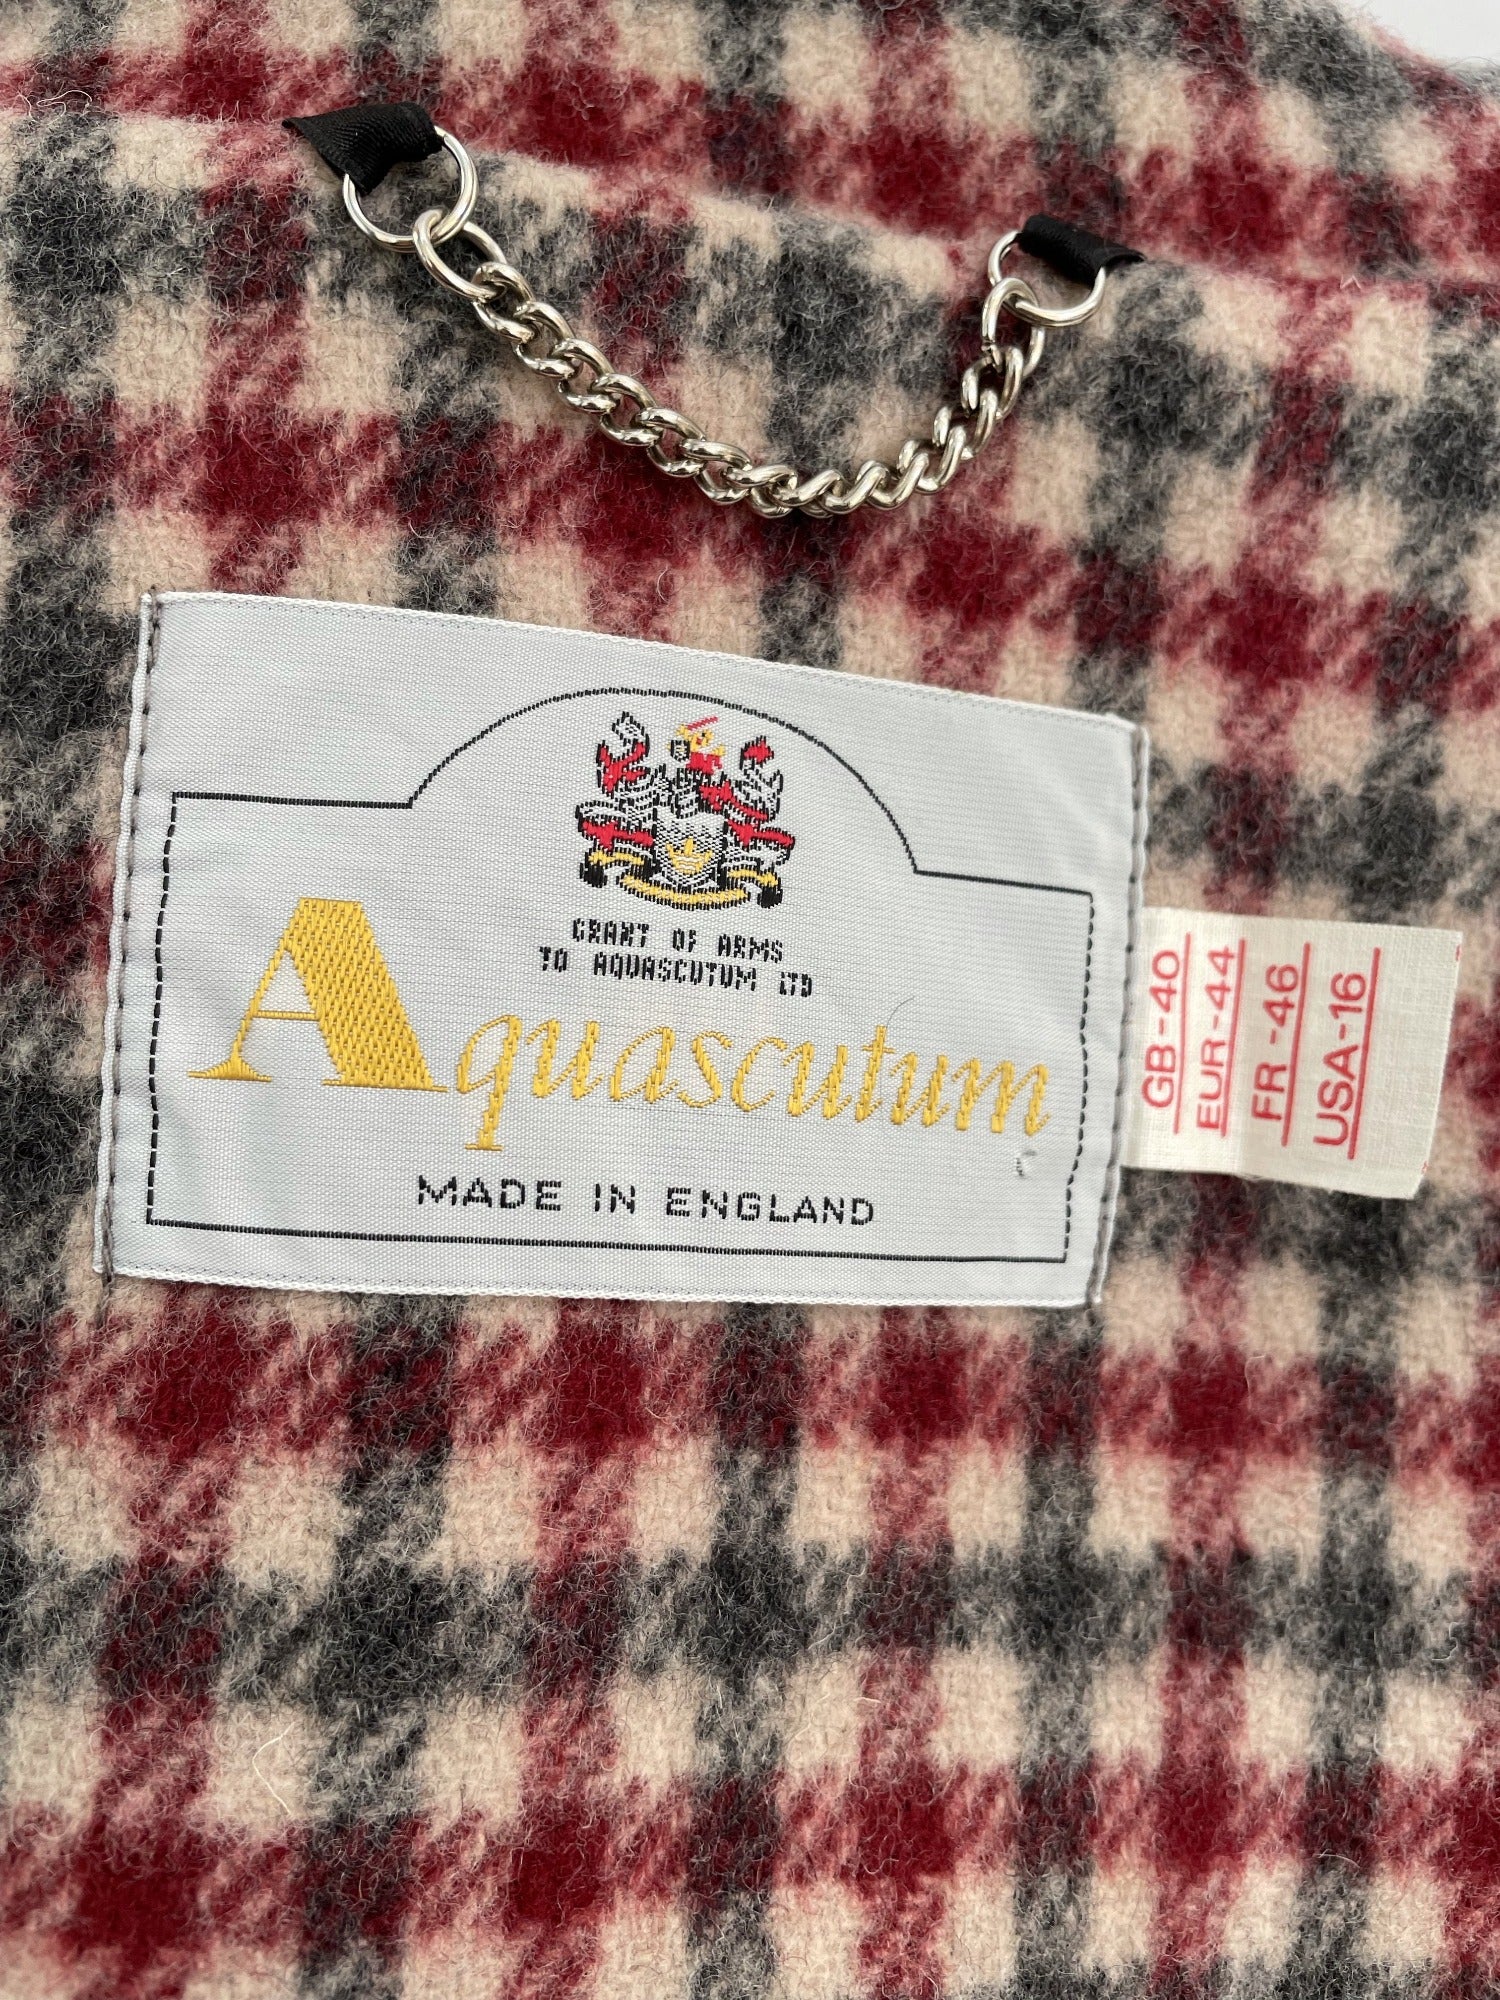 GRANT OF ARMS
TO AQUASCUTUM LTD
Aquascutum
MADE IN ENGLAND
GB-40
EUR-44
FR-46
USA-16